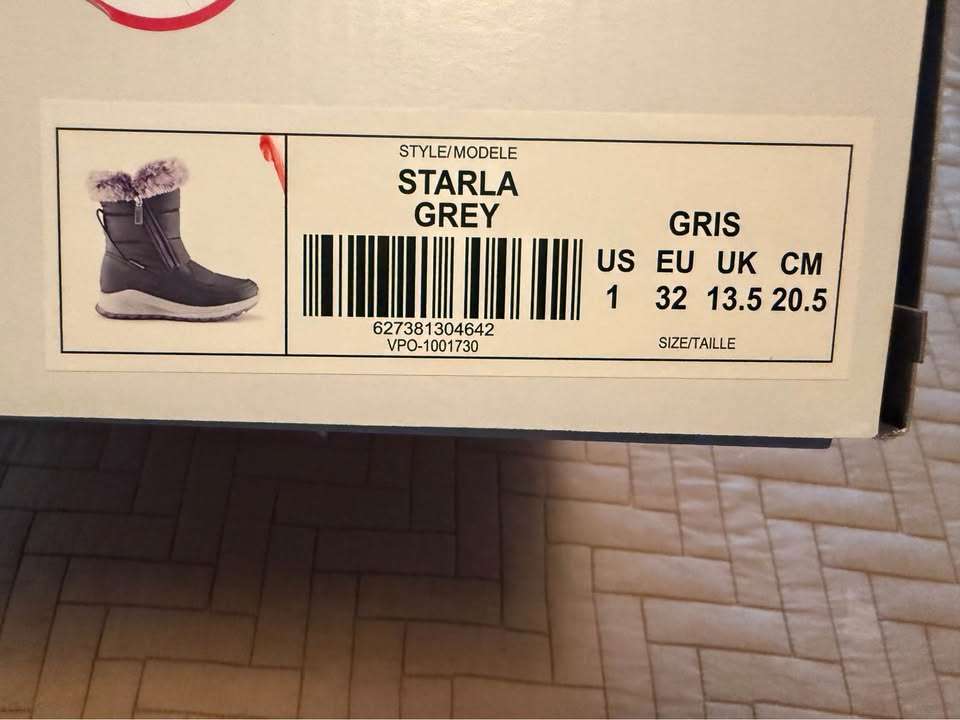 STYLE/MODELE
STARLA
GREY
GRIS
US EU UK CM
1 32 13.5 20.5
627381304642
VPO-1001730
SIZE/TAILLE